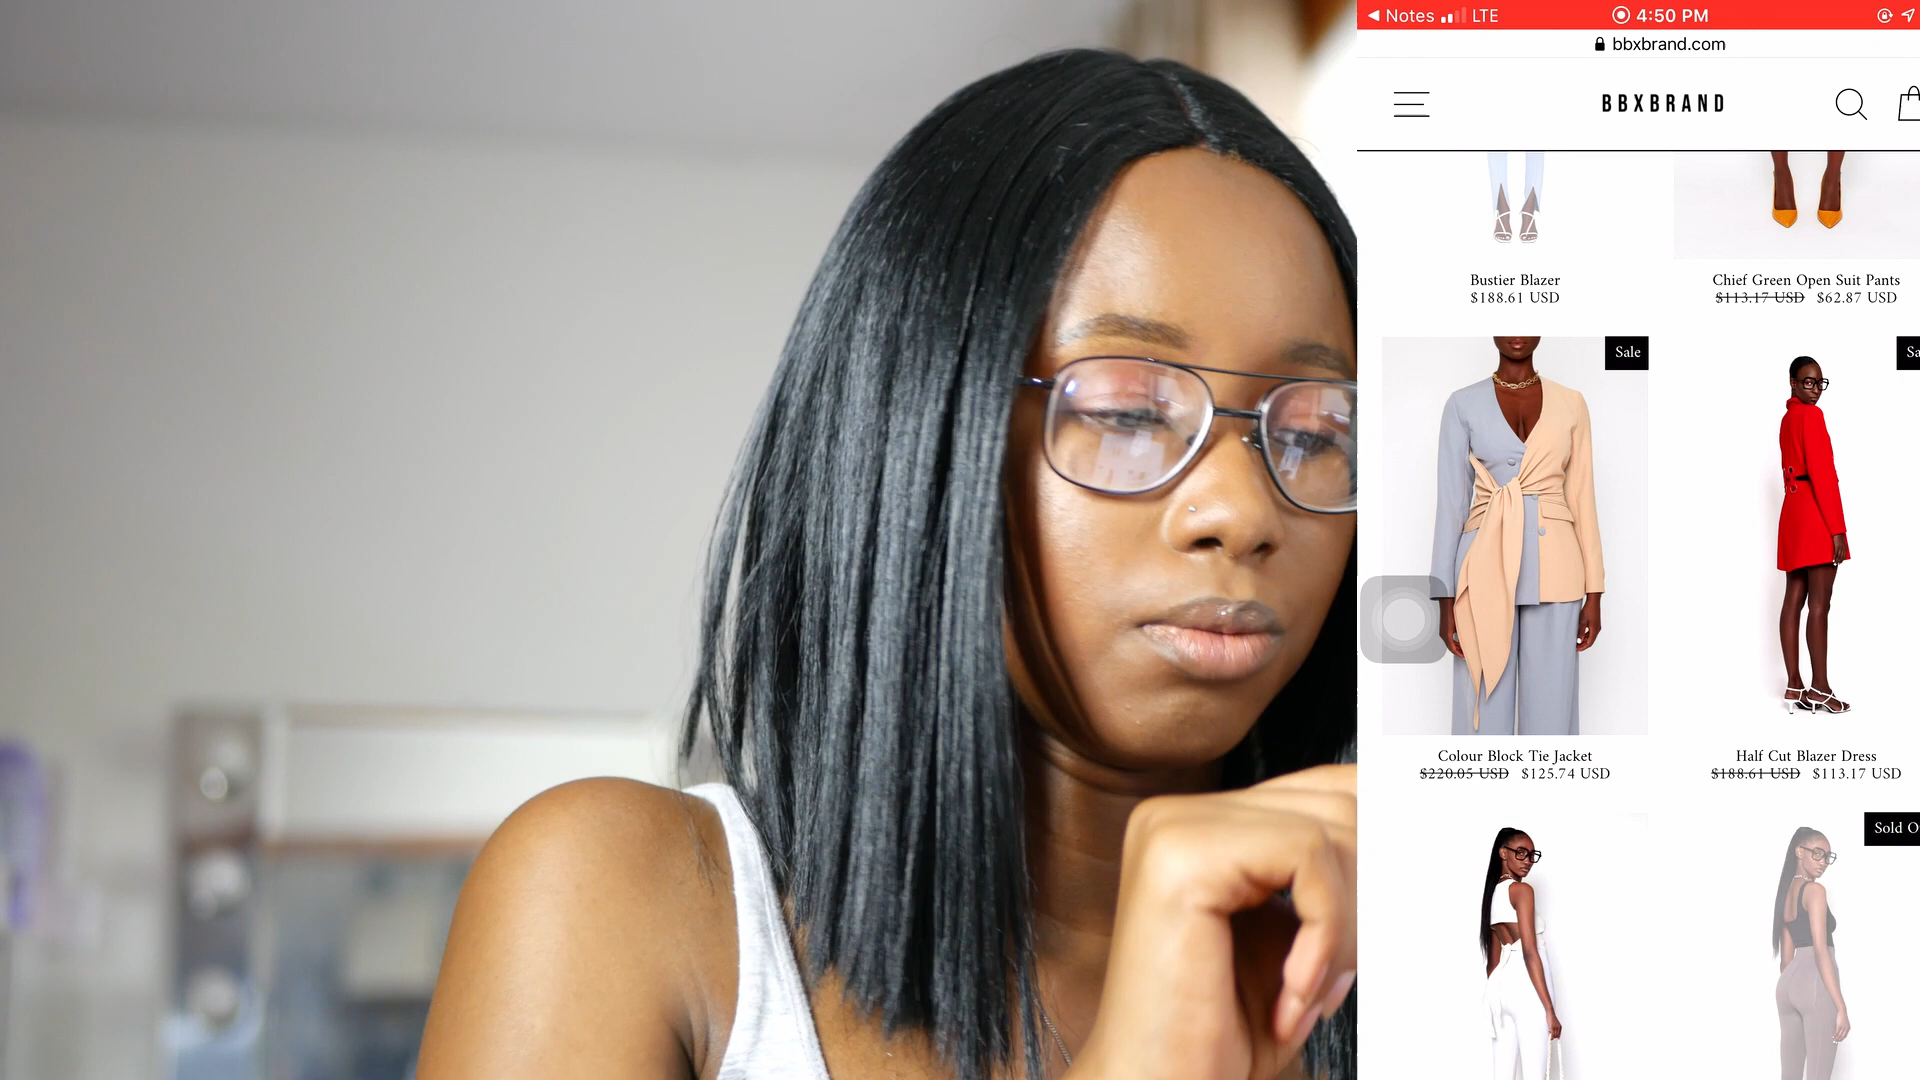 Notes LTE 4:50 PM
bbxbrand.com
BBXBRAND
Bustier Blazer
$188.61 USD
Chief Green Open Suit Pants
$113.17 USD $62.87 USD
Sale
Sa
Colour Block Tie Jacket
$220.05 USD $125.74 USD
Half Cut Blazer Dress
$188.61 USD $113.17 USD
Sold O